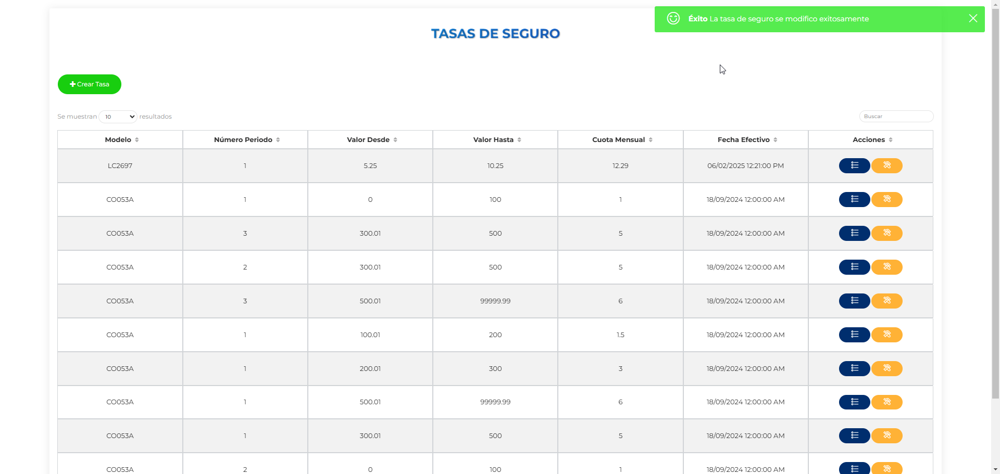 Éxito La tasa de seguro se modifico exitosamente
TASAS DE SEGURO
Crear Tasa
Se muestran 10 resultados
Buscar
Modelo Número Periodo Valor Desde Valor Hasta Cuota Mensual Fecha Efectivo Acciones
LC2697 1 5.25 10.25 12.29 06/02/2025 12:21:00 PM
CO053A 1 0 100 1 18/09/2024 12:00:00 AM
CO053A 3 300.01 500 5 18/09/2024 12:00:00 AM
CO053A 2 300.01 500 5 18/09/2024 12:00:00 AM
CO053A 3 500.01 99999.99 6 18/09/2024 12:00:00 AM
CO053A 1 100.01 200 1.5 18/09/2024 12:00:00 AM
CO053A 1 200.01 300 3 18/09/2024 12:00:00 AM
CO053A 1 500.01 99999.99 6 18/09/2024 12:00:00 AM
CO053A 1 300.01 500 5 18/09/2024 12:00:00 AM
CO053A 2 0 100 1 18/09/2024 12:00:00 AM